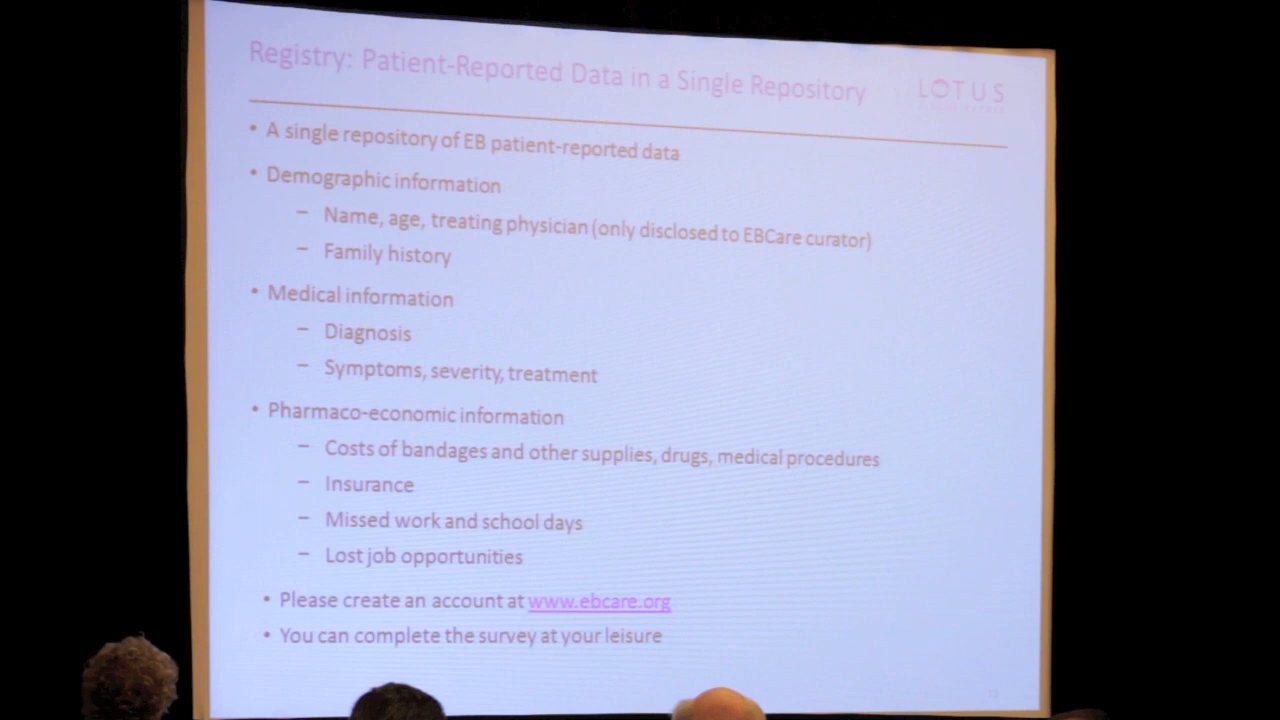 Registry: Patient-Reported Data in a Single Repository
LOTUS
• A single repository of EB patient-reported data
• Demographic information
– Name, age, treating physician (only disclosed to EBCare curator)
– Family history
• Medical information
– Diagnosis
– Symptoms, severity, treatment
• Pharmaco-economic information
– Costs of bandages and other supplies, drugs, medical procedures
– Insurance
– Missed work and school days
– Lost job opportunities
• Please create an account at www.ebcare.org
• You can complete the survey at your leisure